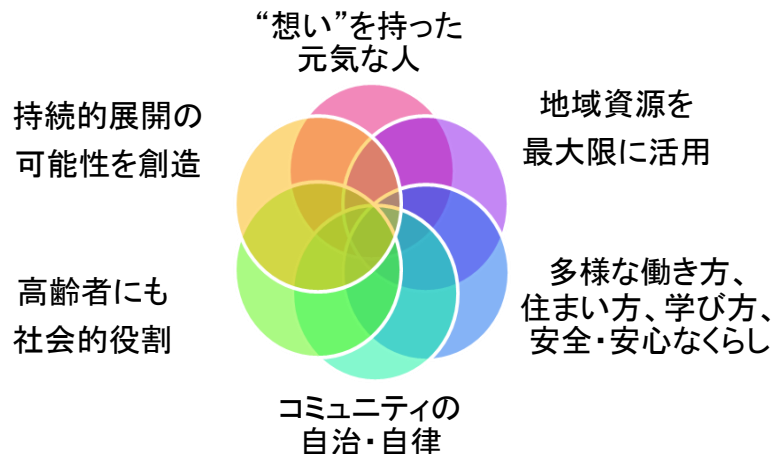 “想い”を持った
元気な人
地域資源を
最大限に活用
多様な働き方、
住まい方、学び方、
安全・安心なくらし
コミュニティの
自治・自律
高齢者にも
社会的役割
持続的展開の
可能性を創造